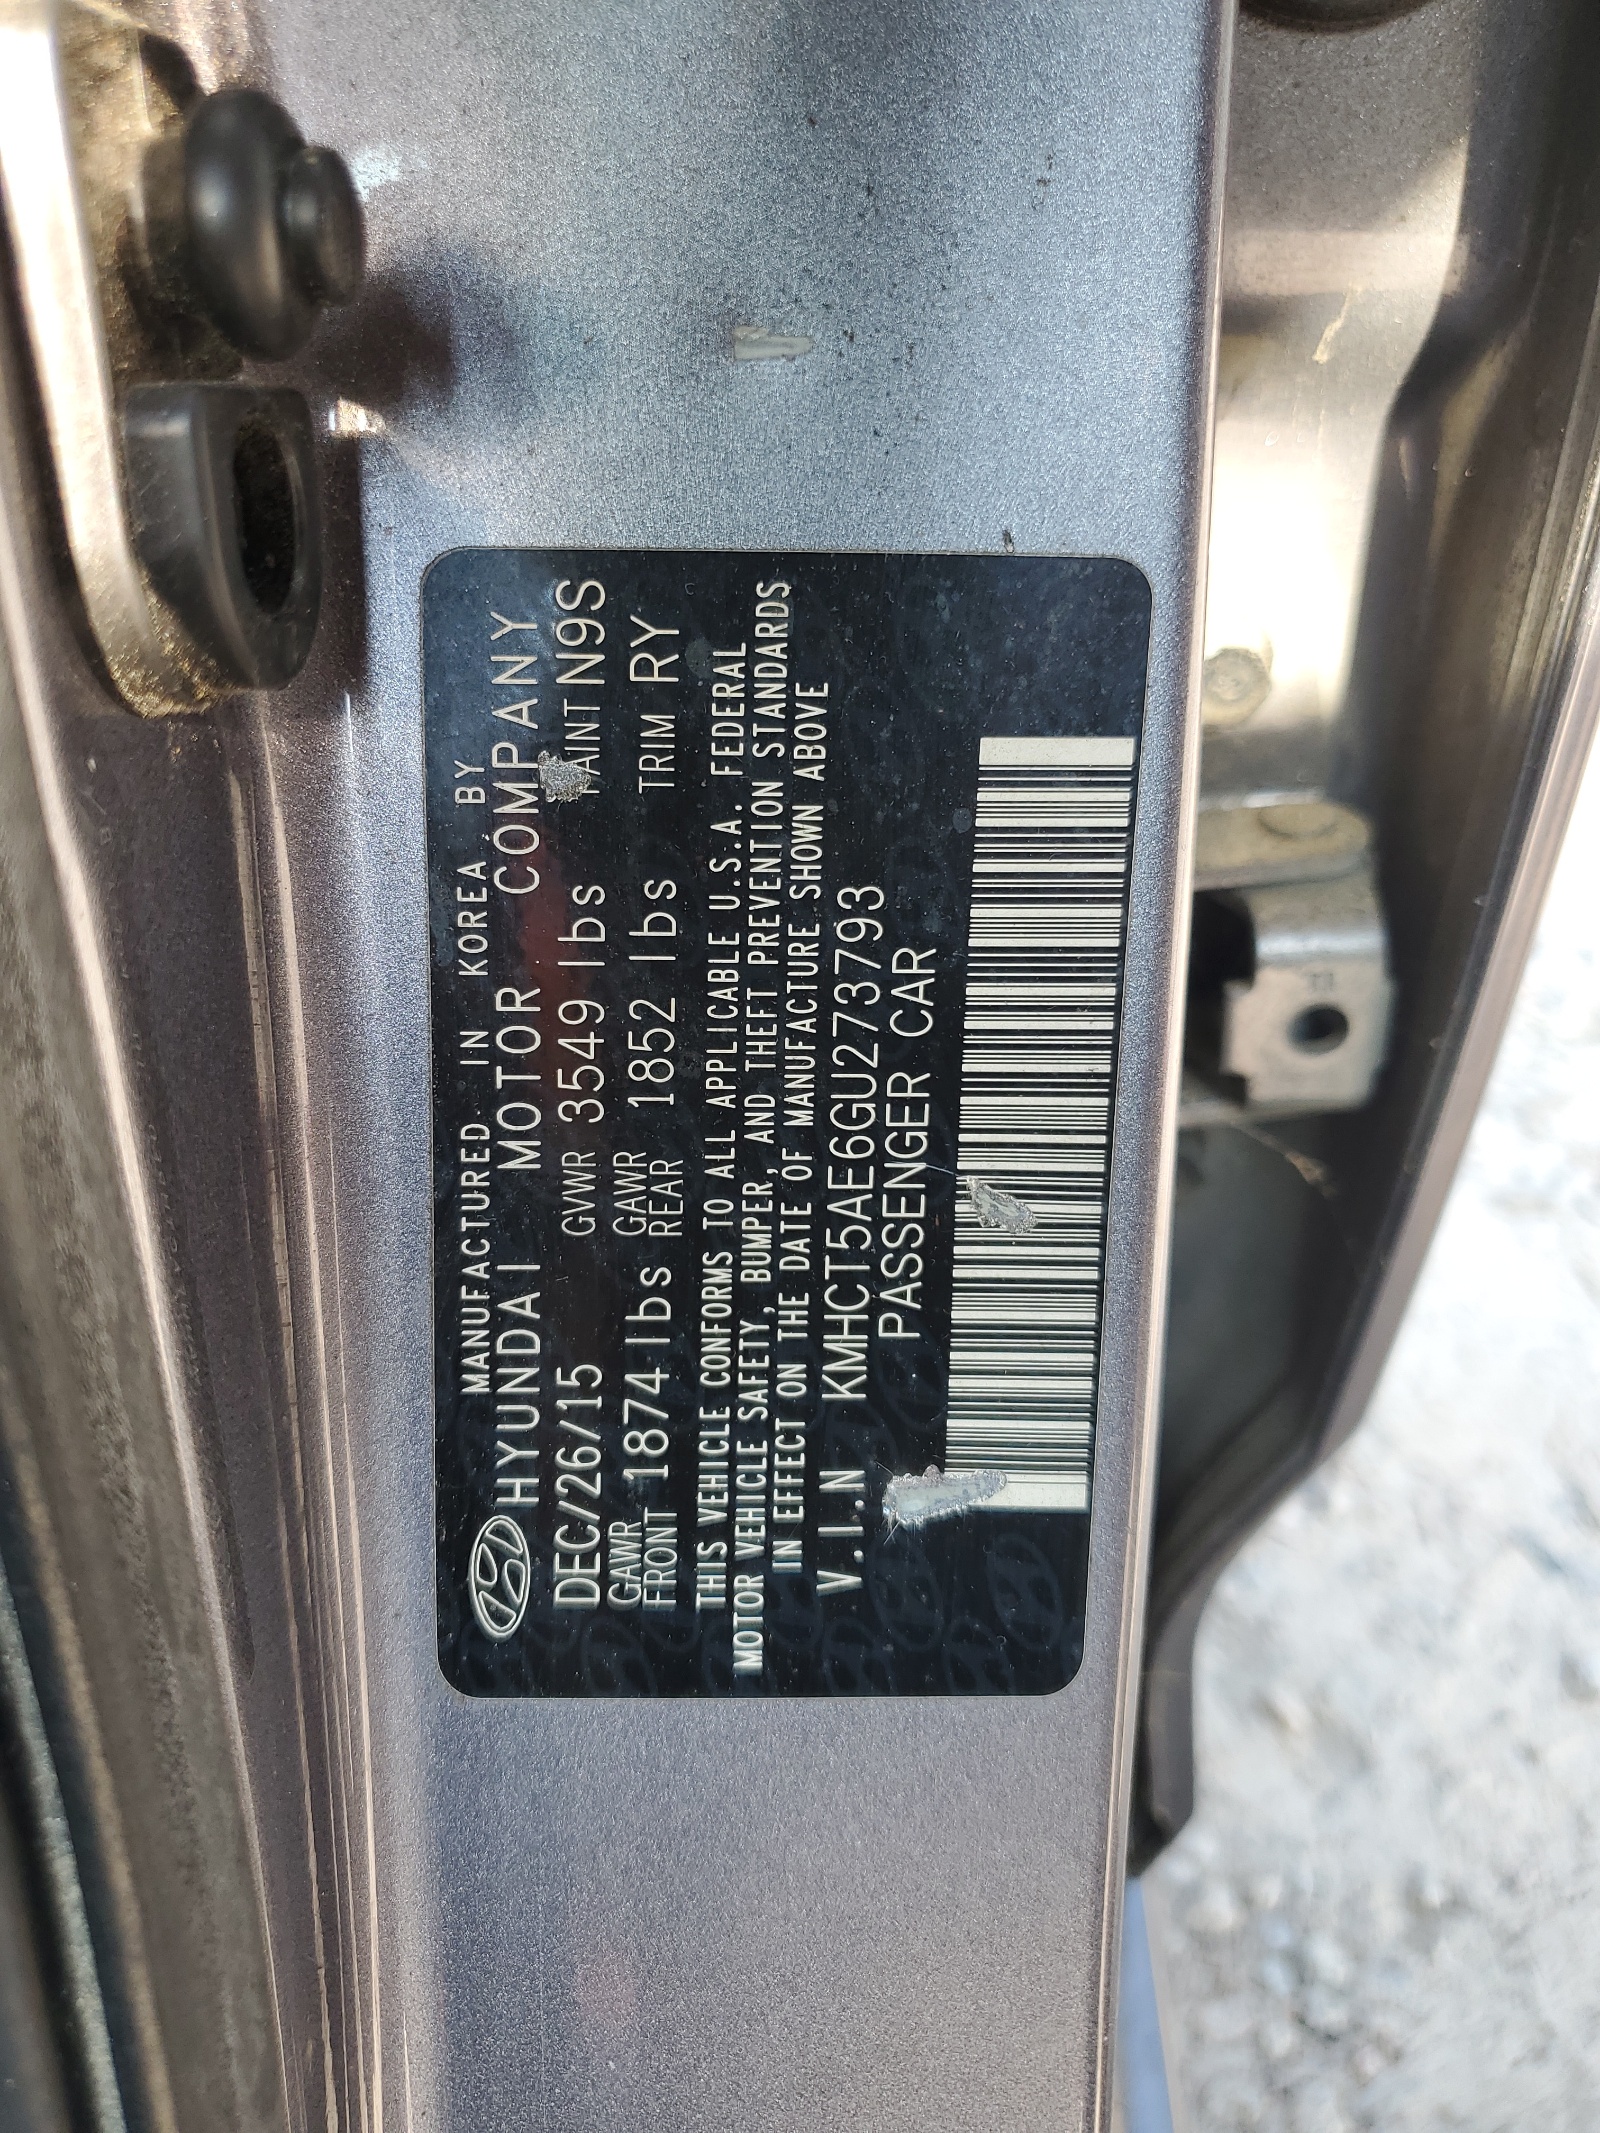 MANUFACTURED IN KOREA BY
HYUNDAI MOTOR COMPANY
DEC/26/15 GVWR 3549 lbs PAINT N9S
GAWR FRONT 1874 lbs GAWR REAR 1852 lbs TRIM RY
THIS VEHICLE CONFORMS TO ALL APPLICABLE U.S.A. FEDERAL
MOTOR VEHICLE SAFETY, BUMPER, AND THEFT PREVENTION STANDARDS
IN EFFECT ON THE DATE OF MANUFACTURE SHOWN ABOVE
V.I.N KMHCT5AE6GU273793
PASSENGER CAR